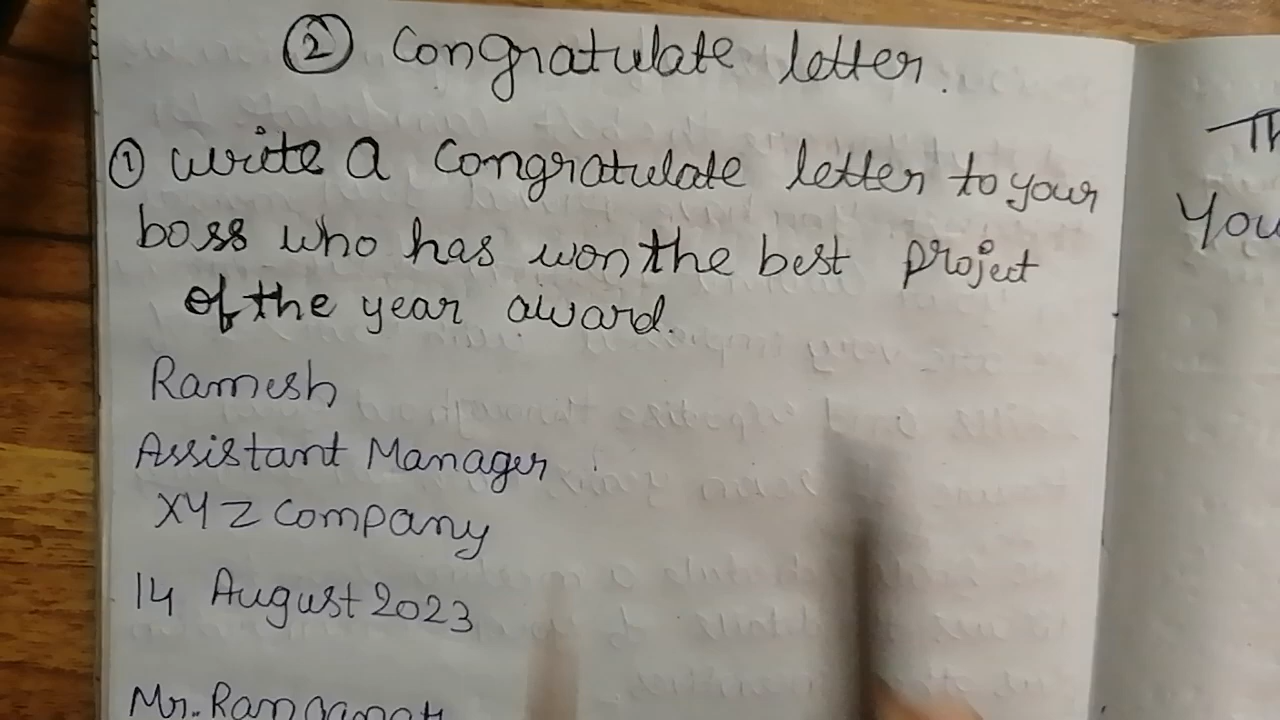 ② Congratulate letter.
① Write a Congratulate letter to your
boss who has won the best project
of the year award.
Ramesh
Assistant Manager
XYZ Company
14 August 2023
Mr.
You